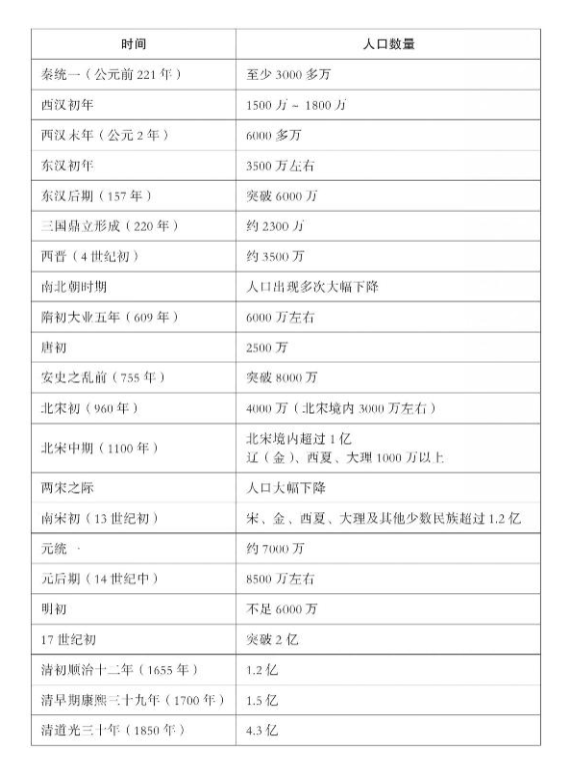 时间 人口数量
秦统一（公元前 221 年） 至少 3000 多万
西汉初年 1500 万 ~ 1800 万
西汉末年（公元 2 年） 6000 多万
东汉初年 3500 万左右
东汉后期（157 年） 突破 6000 万
三国鼎立形成（220 年） 约 2300 万
西晋（4 世纪初） 约 3500 万
南北朝时期 人口出现多次大幅下降
隋初大业五年（609 年） 6000 万左右
唐初 2500 万
安史之乱前（755 年） 突破 8000 万
北宋初（960 年） 4000 万（北宋境内 3000 万左右）
北宋中期（1100 年） 北宋境内超过 1 亿
辽（金）、西夏、大理 1000 万以上
两宋之际 人口大幅下降
南宋初（13 世纪初） 宋、金、西夏、大理及其他少数民族超过 1.2 亿
元统 约 7000 万
元后期（14 世纪中） 8500 万左右
明初 不足 6000 万
17 世纪初 突破 2 亿
清初顺治十二年（1655 年） 1.2 亿
清早期康熙三十九年（1700 年） 1.5 亿
清道光三十年（1850 年） 4.3 亿